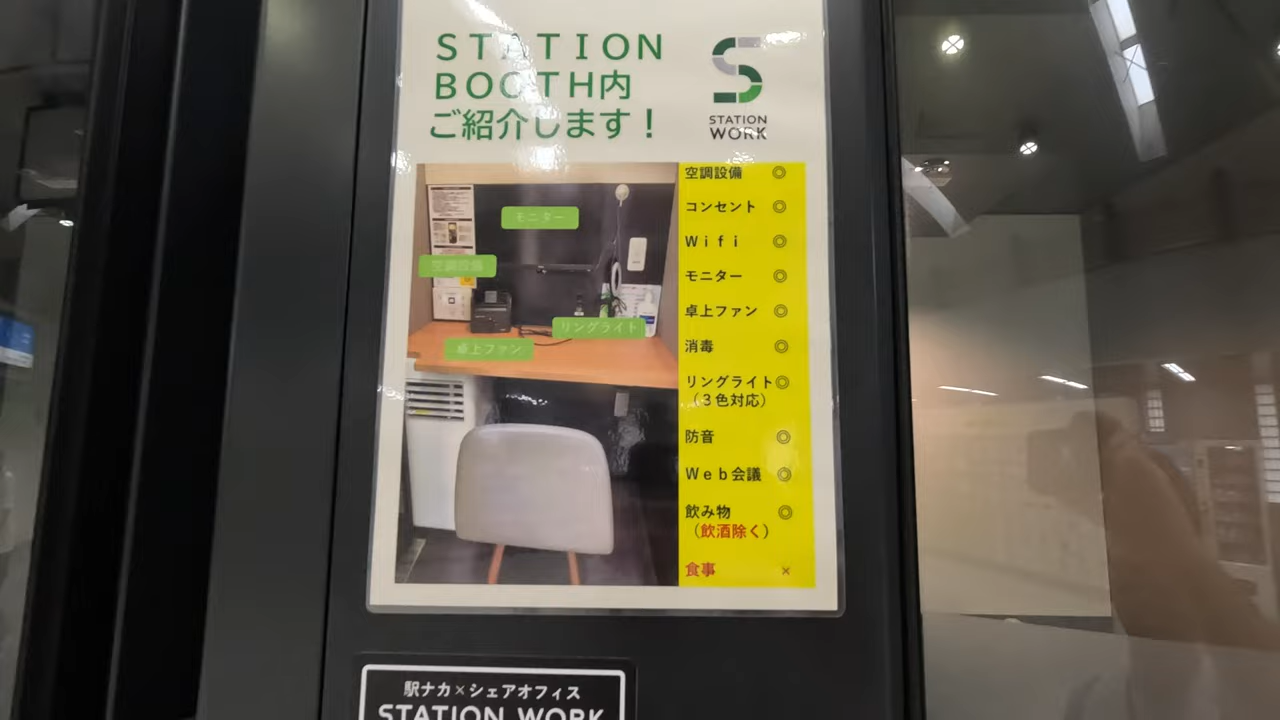 STATION
BOOTH内
ご紹介します！
STATION
WORK
モニター
空調設備
リングライト
卓上ファン
空調設備 ◎
コンセント ◎
Wifi ◎
モニター ◎
卓上ファン ◎
消毒 ◎
リングライト ◎
（３色対応）
防音 ◎
Web会議 ◎
飲み物 ◎
（飲酒除く）
食事 ×
駅ナカ×シェアオフィス
STATION WORK